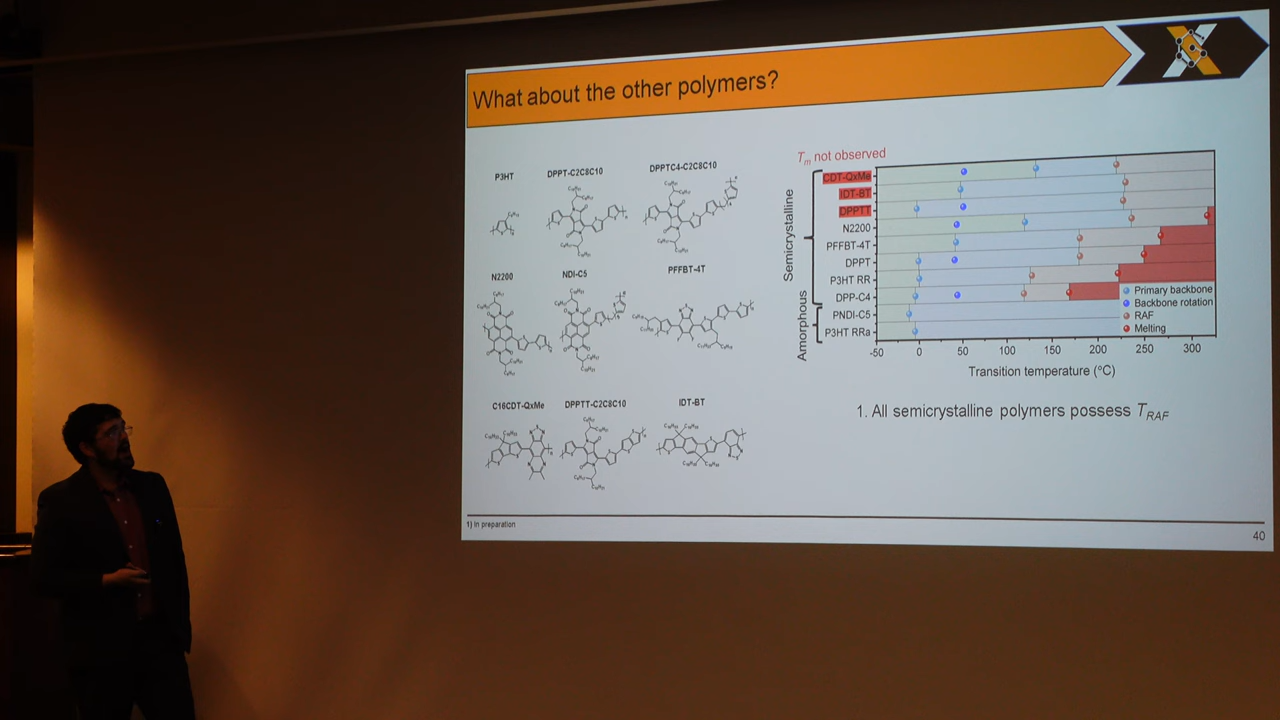 What about the other polymers?
P3HT
DPPT-C2C8C10
DPPTC4-C2C8C10
N2200
NDI-C5
PFFBT-4T
C16CDT-QxMe
DPPTT-C2C8C10
IDT-BT
Tm not observed
Semicrystalline
Amorphous
CDT-QxMe
IDT-BT
DPPTT
N2200
PFFBT-4T
DPPT
P3HT RR
DPP-C4
PNDI-C5
P3HT RRa
Primary backbone
Backbone rotation
RAF
Melting
-50 0 50 100 150 200 250 300
Transition temperature (°C)
1. All semicrystalline polymers possess TRAF
1) In preparation
40